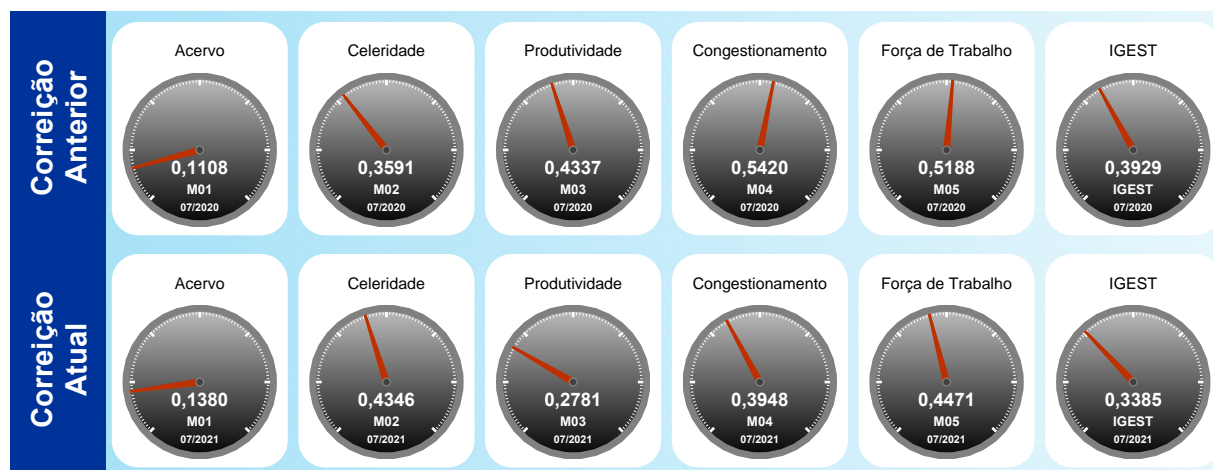 Correição
Anterior
Acervo
0,1108
M01
07/2020
Celeridade
0,3591
M02
07/2020
Produtividade
0,4337
M03
07/2020
Congestionamento
0,5420
M04
07/2020
Força de Trabalho
0,5188
M05
07/2020
IGEST
0,3929
IGEST
07/2020
Correição
Atual
Acervo
0,1380
M01
07/2021
Celeridade
0,4346
M02
07/2021
Produtividade
0,2781
M03
07/2021
Congestionamento
0,3948
M04
07/2021
Força de Trabalho
0,4471
M05
07/2021
IGEST
0,3385
IGEST
07/2021